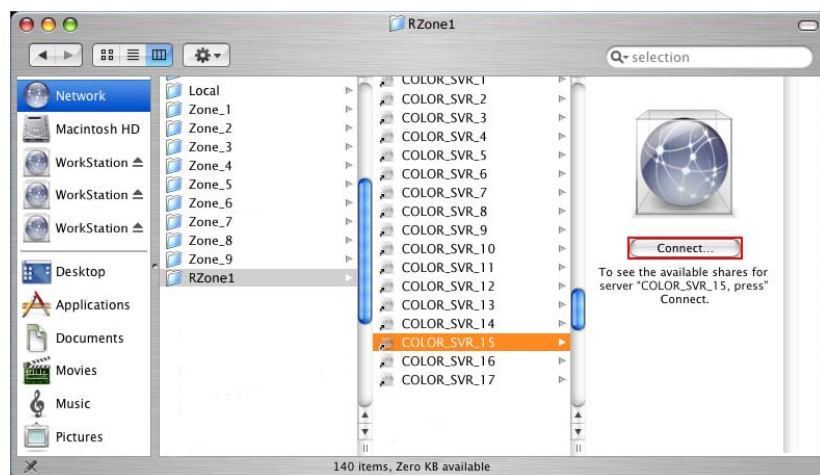 RZone1
selection
Network
Macintosh HD
WorkStation
WorkStation
WorkStation
Desktop
Applications
Documents
Movies
Music
Pictures
Local
Zone_1
Zone_2
Zone_3
Zone_4
Zone_5
Zone_6
Zone_7
Zone_8
Zone_9
RZone1
COLOR_SVR_1
COLOR_SVR_2
COLOR_SVR_3
COLOR_SVR_4
COLOR_SVR_5
COLOR_SVR_6
COLOR_SVR_7
COLOR_SVR_8
COLOR_SVR_9
COLOR_SVR_10
COLOR_SVR_11
COLOR_SVR_12
COLOR_SVR_13
COLOR_SVR_14
COLOR_SVR_15
COLOR_SVR_16
COLOR_SVR_17
Connect...
To see the available shares for
server "COLOR_SVR_15, press"
Connect.
140 items, Zero KB available